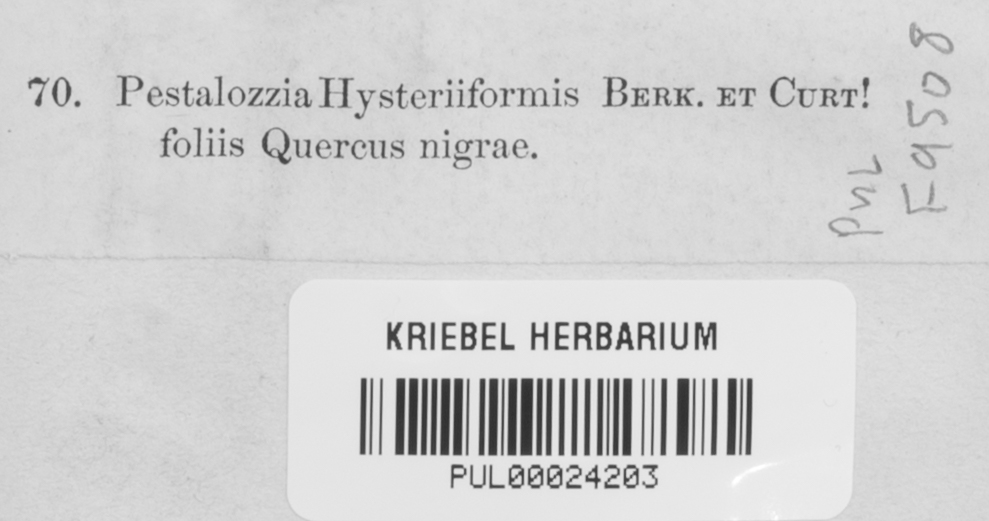 70. Pestalozzia Hysteriiformis BERK. ET CURT!
foliis Quercus nigrae.
PUL
F9508
KRIEBEL HERBARIUM
PUL00024203